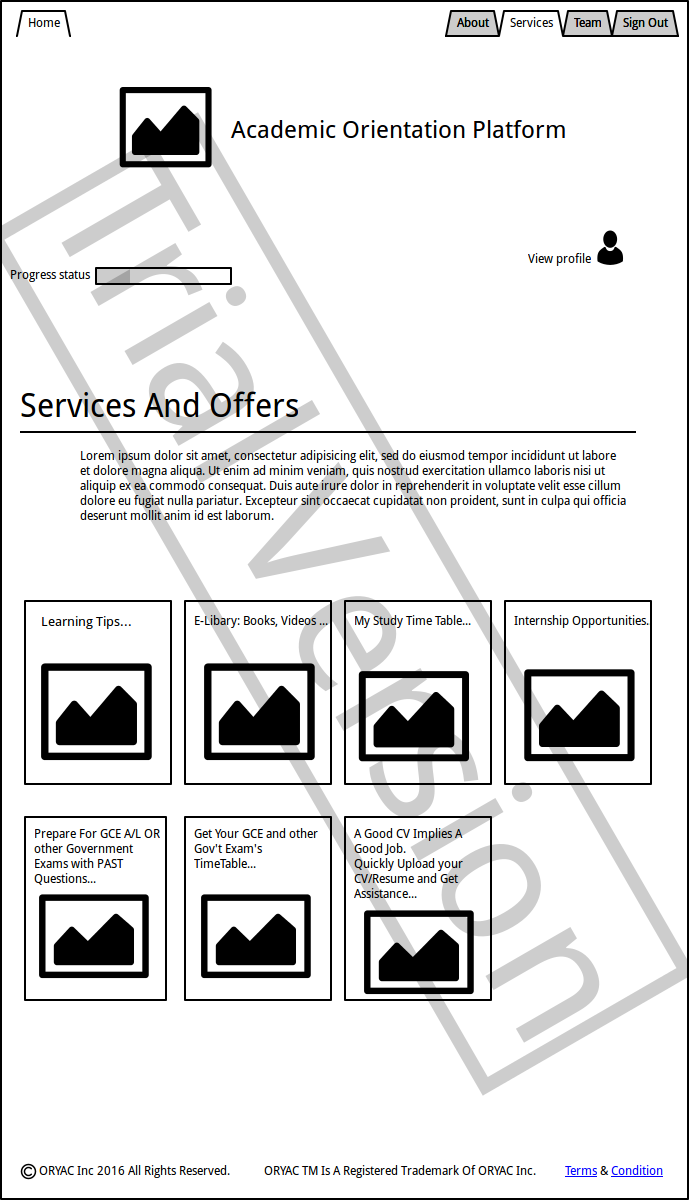 Home
About Services Team Sign Out
Academic Orientation Platform
View profile
Progress status
Services And Offers
Lorem ipsum dolor sit amet, consectetur adipisicing elit, sed do eiusmod tempor incididunt ut labore
et dolore magna aliqua. Ut enim ad minim veniam, quis nostrud exercitation ullamco laboris nisi ut
aliquip ex ea commodo consequat. Duis aute irure dolor in reprehenderit in voluptate velit esse cillum
dolore eu fugiat nulla pariatur. Excepteur sint occaecat cupidatat non proident, sunt in culpa qui officia
deserunt mollit anim id est laborum.
Learning Tips...
E-Libary: Books, Videos ...
My Study Time Table...
Internship Opportunities.
Prepare For GCE A/L OR
other Government
Exams with PAST
Questions...
Get Your GCE and other
Gov't Exam's
TimeTable...
A Good CV Implies A
Good Job.
Quickly Upload your
CV/Resume and Get
Assistance...
© ORYAC Inc 2016 All Rights Reserved.
ORYAC TM Is A Registered Trademark Of ORYAC Inc.
Terms & Condition
Trial Version